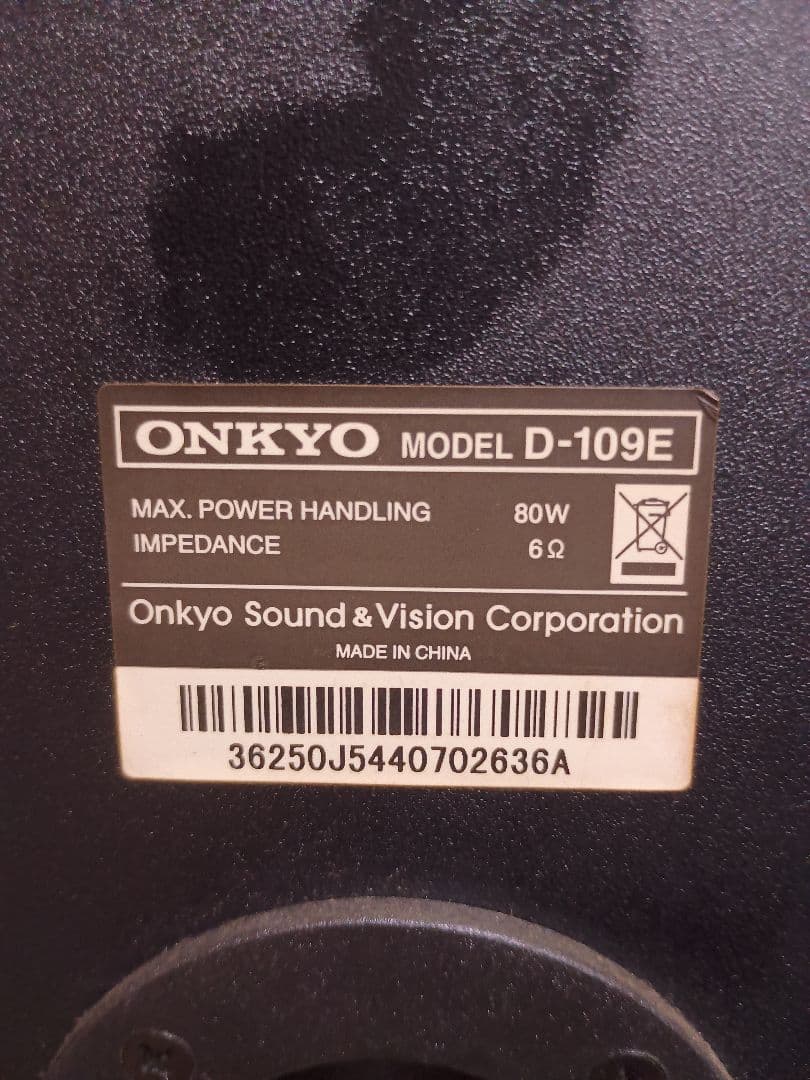 ONKYO MODEL D-109E
MAX. POWER HANDLING 80W
IMPEDANCE 6Ω
Onkyo Sound & Vision Corporation
MADE IN CHINA
36250J5440702636A